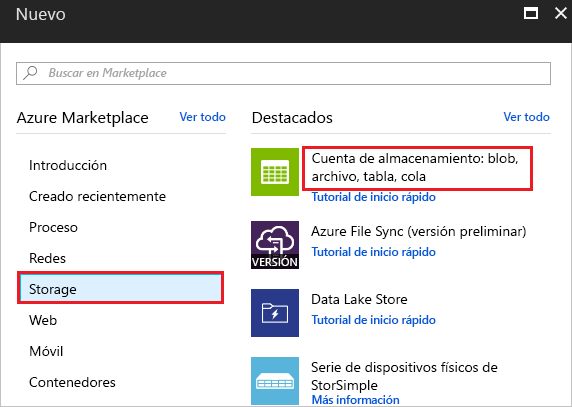 Nuevo
Buscar en Marketplace
Azure Marketplace
Ver todo
Introducción
Creado recientemente
Proceso
Redes
Storage
Web
Móvil
Contenedores
Destacados
Ver todo
Cuenta de almacenamiento: blob,
archivo, tabla, cola
Tutorial de inicio rápido
VERSIÓN
Azure File Sync (versión preliminar)
Tutorial de inicio rápido
Data Lake Store
Tutorial de inicio rápido
Serie de dispositivos físicos de
StorSimple
Más información